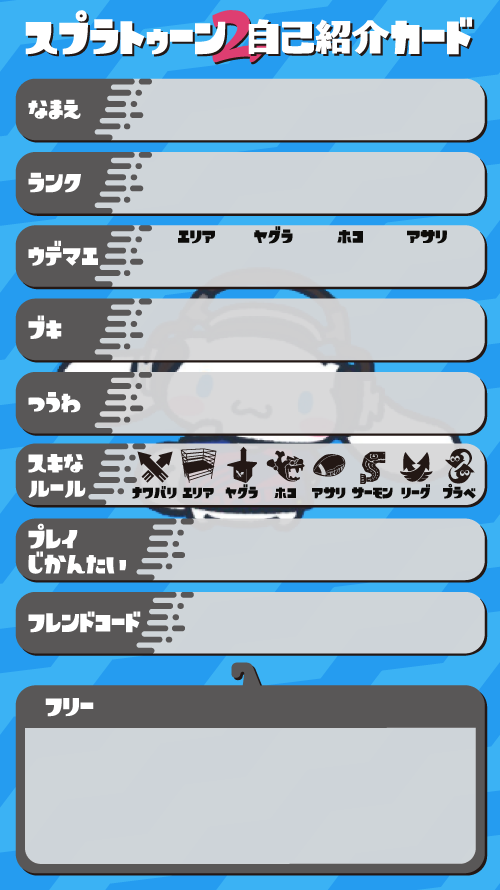 スプラトゥーン2自己紹介カード
なまえ
ランク
ウデマエ
エリア ヤグラ ホコ アサリ
ブキ
つうわ
スキな
ルール
ナワバリ エリア ヤグラ ホコ アサリ サーモン リーグ プラベ
プレイ
じかんたい
フレンドコード
フリー